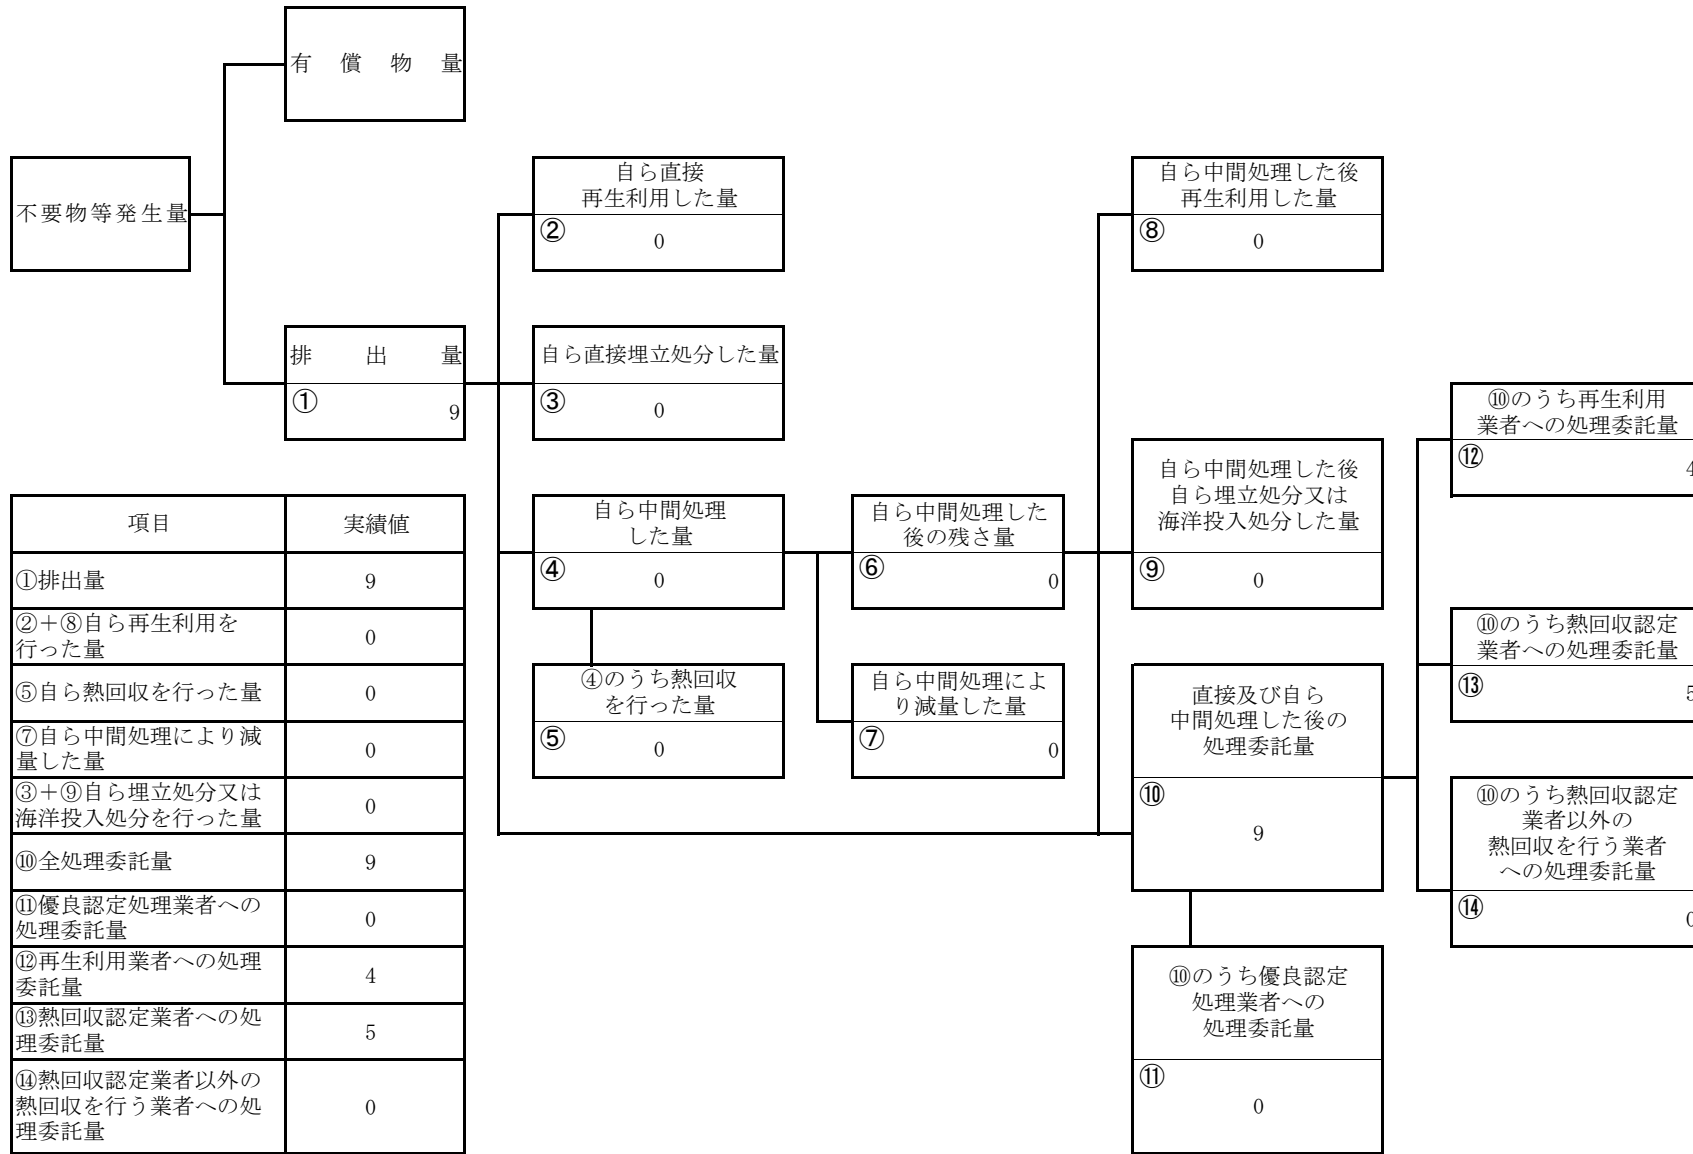 有償物量
不要物等発生量
自ら直接
再生利用した量
② 0
自ら中間処理した後
再生利用した量
⑧ 0
排出量
① 9
自ら直接埋立処分した量
③ 0
⑩のうち再生利用
業者への処理委託量
⑫ 4
自ら中間処理
した量
④ 0
自ら中間処理した
後の残さ量
⑥ 0
自ら中間処理した後
自ら埋立処分又は
海洋投入処分した量
⑨ 0
④のうち熱回収
を行った量
⑤ 0
自ら中間処理によ
り減量した量
⑦ 0
直接及び自ら
中間処理した後の
処理委託量
⑩
9
⑩のうち熱回収認定
業者への処理委託量
⑬ 5
⑩のうち熱回収認定
業者以外の
熱回収を行う業者
への処理委託量
⑭ 0
⑩のうち優良認定
処理業者への
処理委託量
⑪
0
項目 実績値
①排出量 9
②＋⑧自ら再生利用を
行った量 0
⑤自ら熱回収を行った量 0
⑦自ら中間処理により減
量した量 0
③＋⑨自ら埋立処分又は
海洋投入処分を行った量 0
⑩全処理委託量 9
⑪優良認定処理業者への
処理委託量 0
⑫再生利用業者への処理
委託量 4
⑬熱回収認定業者への処
理委託量 5
⑭熱回収認定業者以外の
熱回収を行う業者への処 0
理委託量